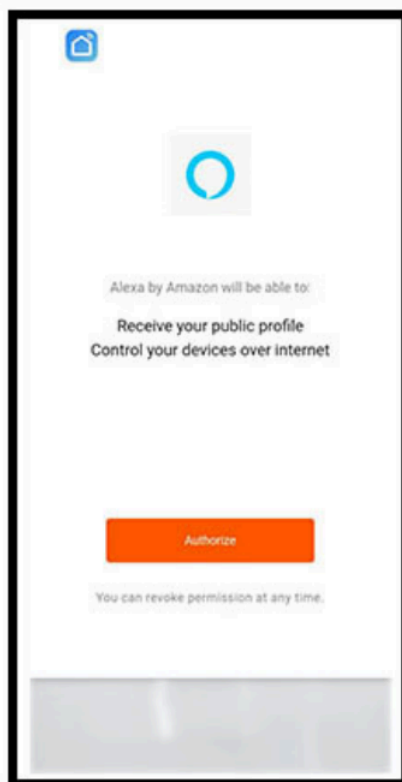 Alexa by Amazon will be able to:
Receive your public profile
Control your devices over internet
Authorize
You can revoke permission at any time.